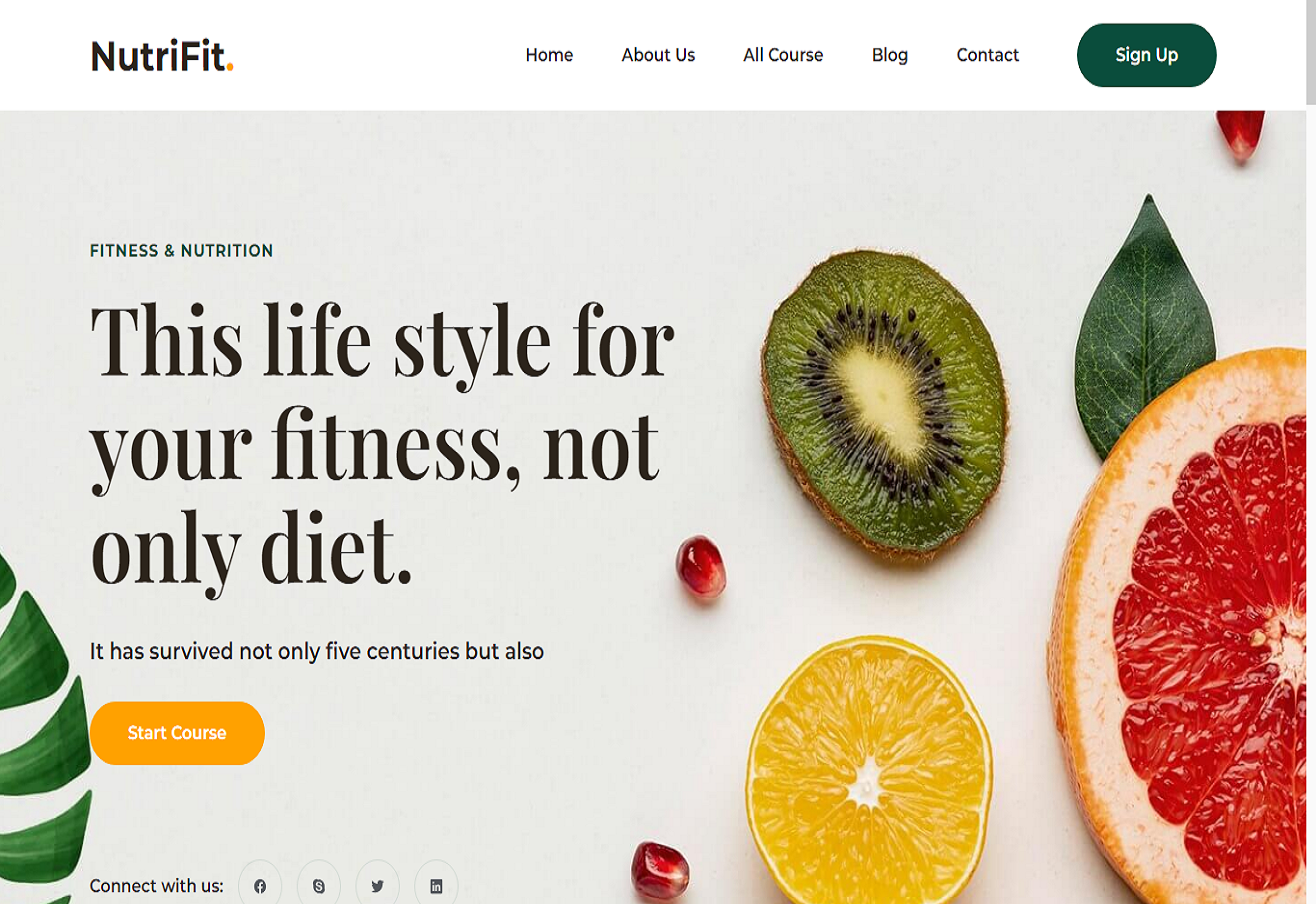 NutriFit.
Home About Us All Course Blog Contact Sign Up
FITNESS & NUTRITION
This life style for
your fitness, not
only diet.
It has survived not only five centuries but also
Start Course
Connect with us: